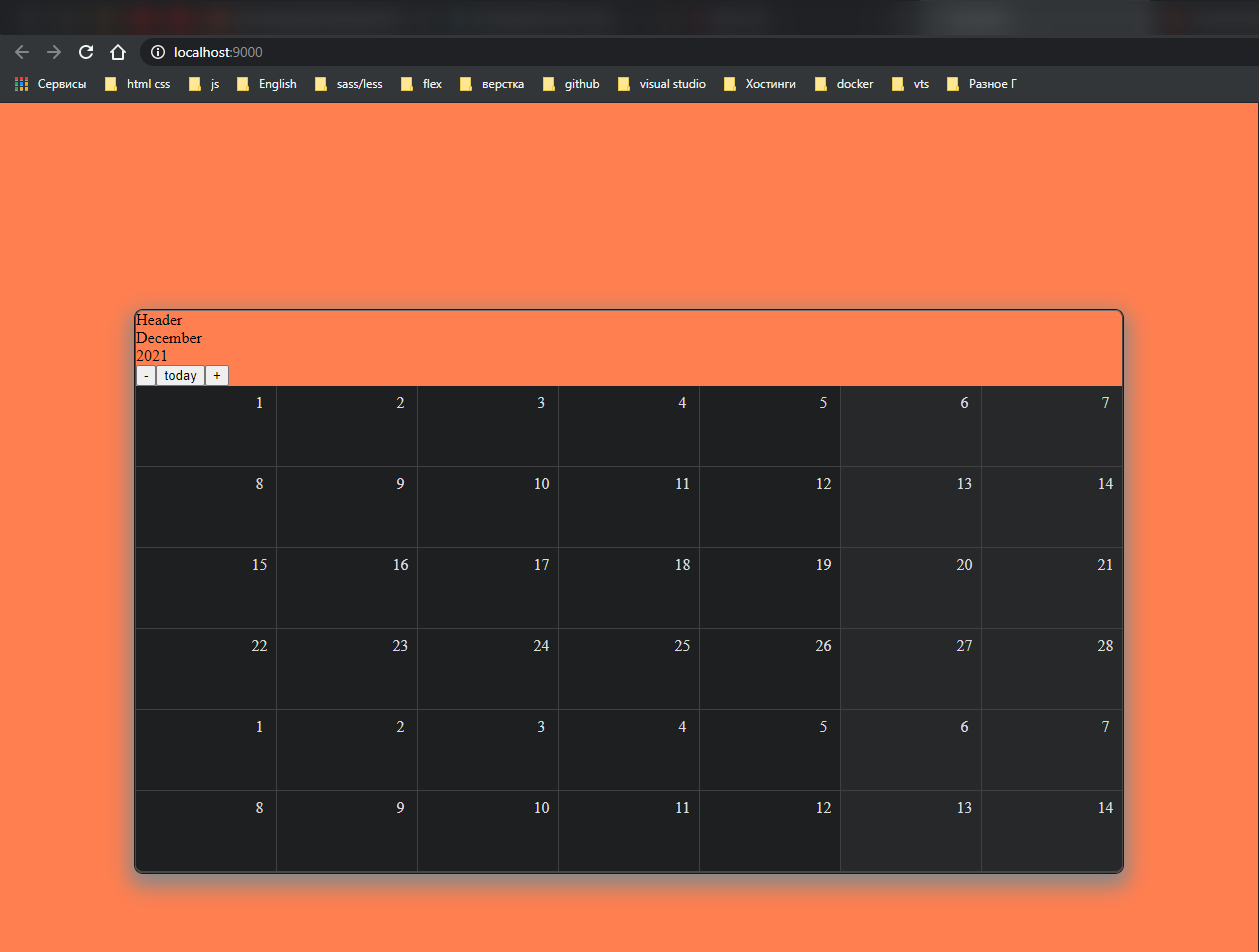 localhost:9000
Сервисы html css js English sass/less flex верстка github visual studio Хостинги docker vts Разное Г
Header
December
2021
- today +
1 2 3 4 5 6 7
8 9 10 11 12 13 14
15 16 17 18 19 20 21
22 23 24 25 26 27 28
1 2 3 4 5 6 7
8 9 10 11 12 13 14